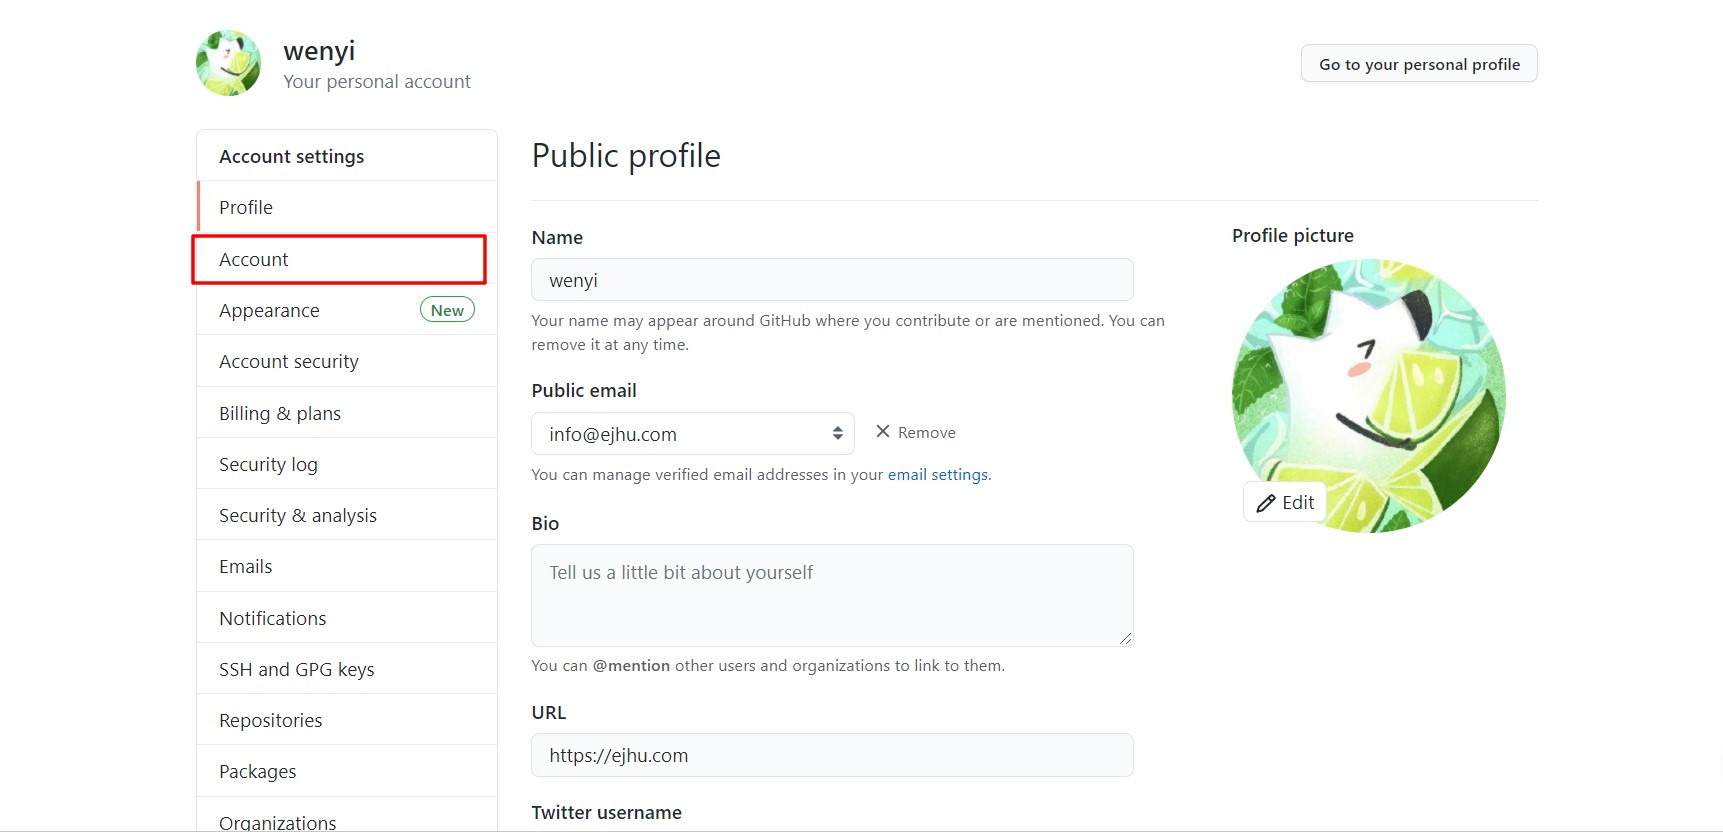 wenyi
Your personal account
Go to your personal profile
Account settings
Profile
Account
Appearance New
Account security
Billing & plans
Security log
Security & analysis
Emails
Notifications
SSH and GPG keys
Repositories
Packages
Organizations
Public profile
Name
wenyi
Your name may appear around GitHub where you contribute or are mentioned. You can
remove it at any time.
Public email
info@ejhu.com
Remove
You can manage verified email addresses in your email settings.
Bio
Tell us a little bit about yourself
You can @mention other users and organizations to link to them.
URL
https://ejhu.com
Twitter username
Profile picture
Edit